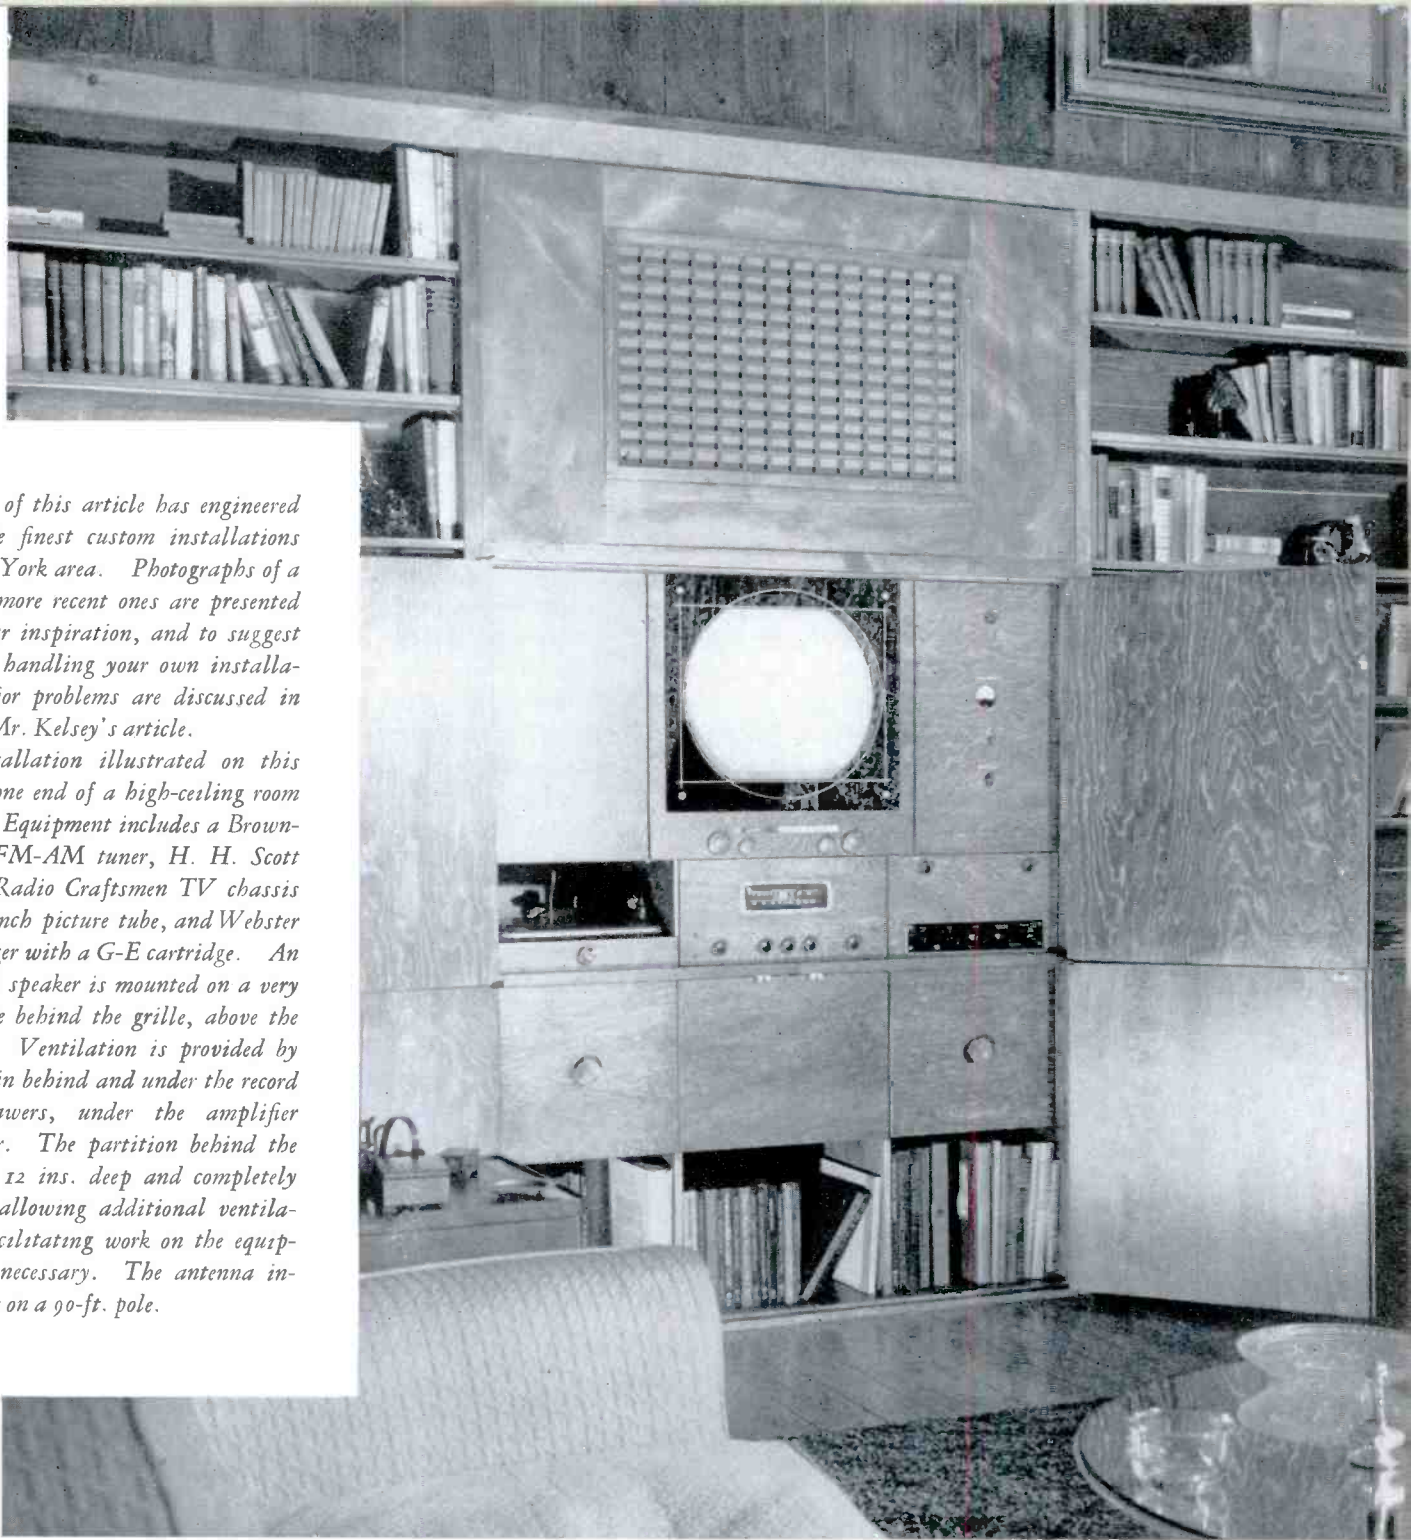 of this article has engineered
finest custom installations
York area. Photographs of a
more recent ones are presented
inspiration, and to suggest
handling your own installa-
problems are discussed in
Mr. Kelsey's article.
allation illustrated on this
one end of a high-ceiling room
Equipment includes a Brown-
FM-AM tuner, H. H. Scott
Radio Craftsmen TV chassis
nch picture tube, and Webster
ger with a G-E cartridge. An
speaker is mounted on a very
behind the grille, above the
Ventilation is provided by
in behind and under the record
awers, under the amplifier
The partition behind the
12 ins. deep and completely
allowing additional ventila-
cilitating work on the equip-
necessary. The antenna in-
on a 90-ft. pole.